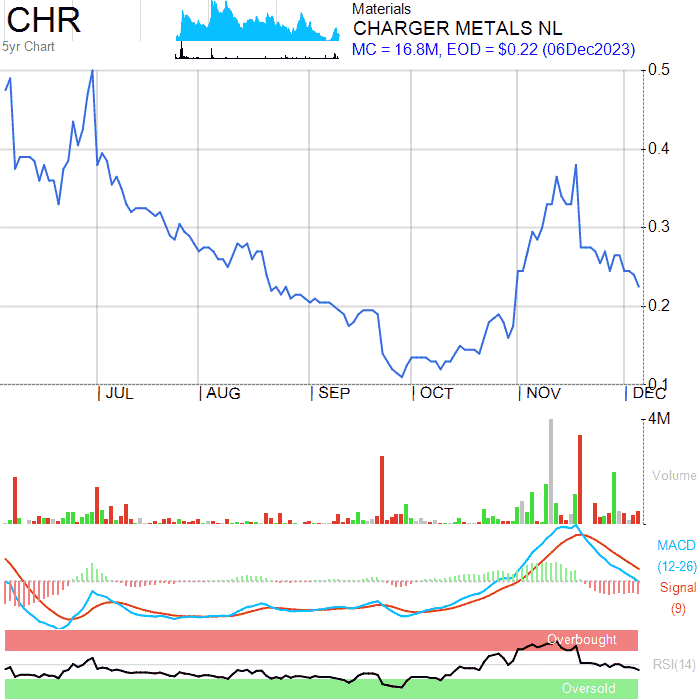 CHR
5yr Chart
Materials
CHARGER METALS NL
MC = 16.8M, EOD = $0.22 (06Dec2023)
0.5
0.4
0.3
0.2
0.1
JUL
AUG
SEP
OCT
NOV
DEC
4M
Volume
MACD
(12-26)
Signal
(9)
Overbought
RSI(14)
Oversold